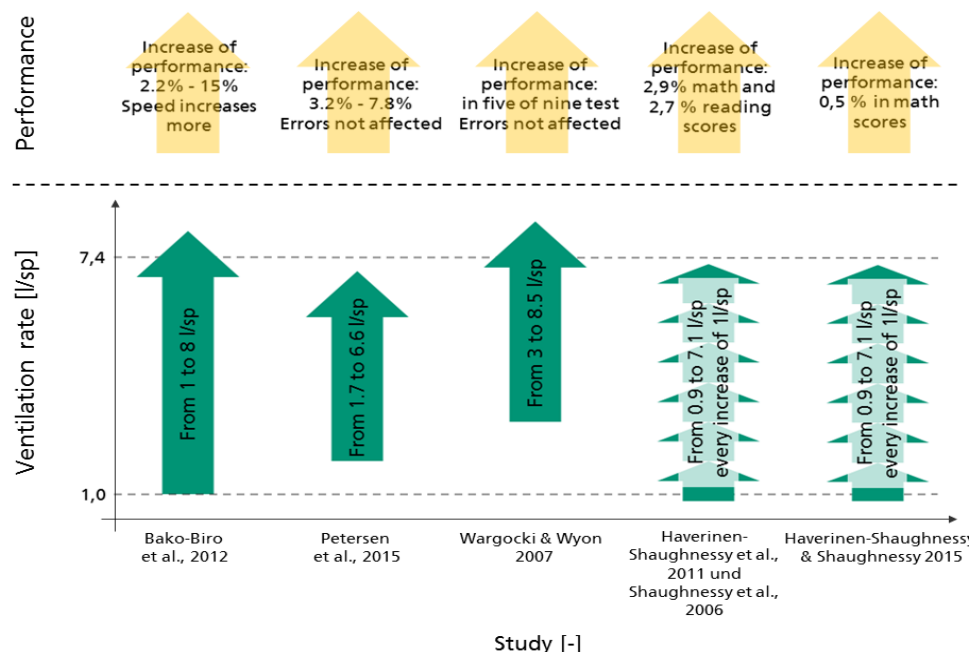 Performance
Increase of
performance:
2.2% - 15%
Speed increases
more
Increase of
performance:
3.2% - 7.8%
Errors not affected
Increase of
performance:
in five of nine test
Errors not affected
Increase of
performance:
2,9% math and
2,7 % reading
scores
Increase of
performance:
0,5 % in math
scores
Ventilation rate [l/sp]
7,4
1,0
From 1 to 8 l/sp
From 1.7 to 6.6 l/sp
From 3 to 8.5 l/sp
From 0.9 to 7.1 l/sp
every increase of 1l/sp
From 0.9 to 7.1 l/sp
every increase of 1l/sp
Bako-Biro
et al., 2012
Petersen
et al., 2015
Wargocki & Wyon
2007
Haverinen-
Shaughnessy et al.,
2011 und
Shaughnessy et al.,
2006
Haverinen-Shaughnessy
& Shaughnessy 2015
Study [-]